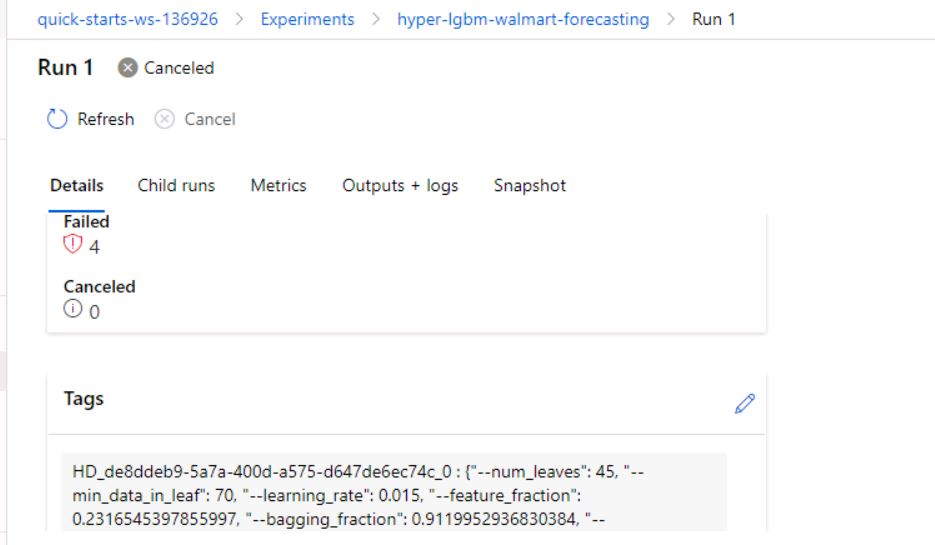 quick-starts-ws-136926 > Experiments > hyper-lgbm-walmart-forecasting > Run 1
Run 1 Canceled
Refresh Cancel
Details Child runs Metrics Outputs + logs Snapshot
Failed
4
Canceled
0
Tags
HD_de8ddeb9-5a7a-400d-a575-d647de6ec74c_0 : {"--num_leaves": 45, "--
min_data_in_leaf": 70, "--learning_rate": 0.015, "--feature_fraction":
0.2316545397855997, "--bagging_fraction": 0.9119952936830384, "--